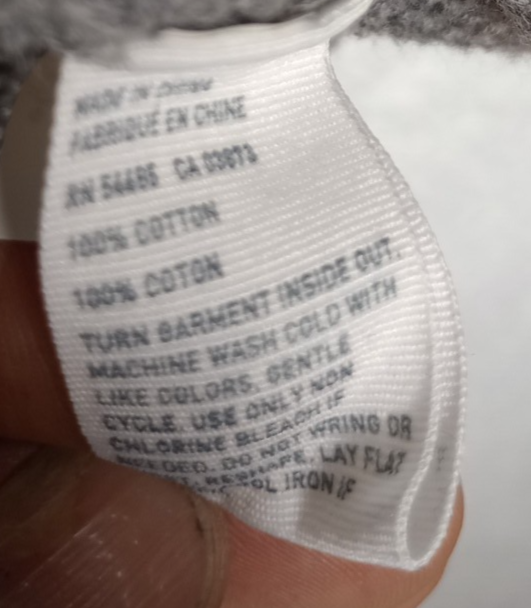 MADE IN CHINA
FABRIQUÉ EN CHINE
RN 54485 CA 03673
100% COTTON
100% COTON
TURN GARMENT INSIDE OUT.
MACHINE WASH COLD WITH
LIKE COLORS, GENTLE
CYCLE. USE ONLY NON
CHLORINE BLEACH IF
NEEDED. DO NOT WRING OR
RESHAPE, LAY FLAT
IRON IF